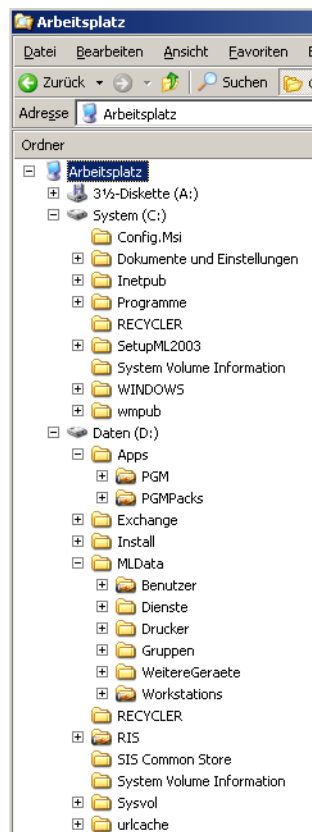 Arbeitsplatz
Datei Bearbeiten Ansicht Favoriten
Zurück Suchen
Adresse Arbeitsplatz
Ordner
Arbeitsplatz
3½-Diskette (A:)
System (C:)
Config.Msi
Dokumente und Einstellungen
Inetpub
Programme
RECYCLER
SetupML2003
System Volume Information
WINDOWS
wmpub
Daten (D:)
Apps
PGM
PGMPacks
Exchange
Install
MLData
Benutzer
Dienste
Drucker
Gruppen
WeitereGeraete
Workstations
RECYCLER
RIS
SIS Common Store
System Volume Information
Sysvol
urlcache